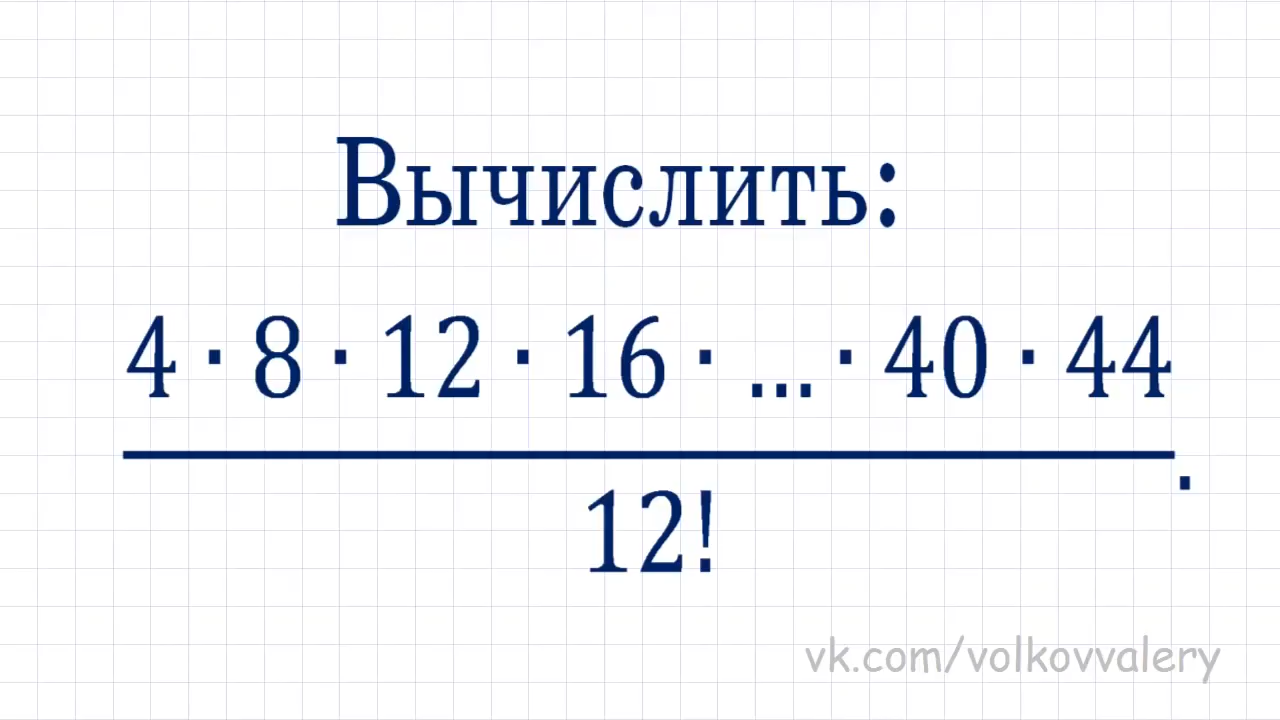 Вычислить:
4 · 8 · 12 · 16 · ... · 40 · 44
12!
.
vk.com/volkovvalery